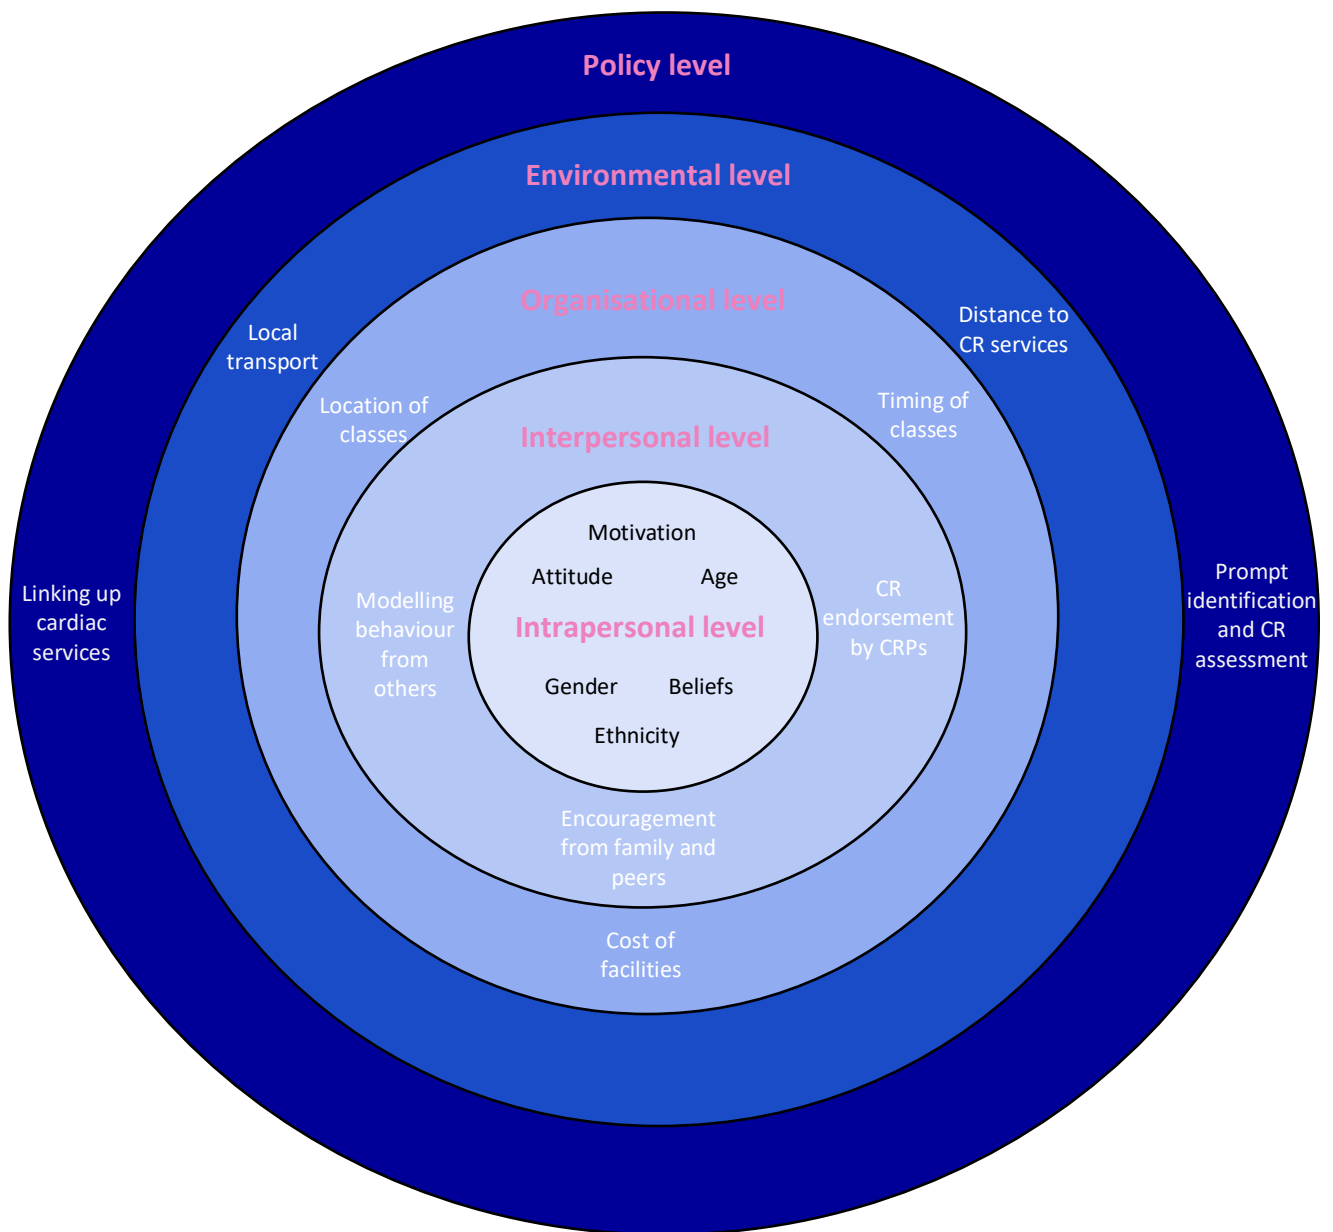 Policy level
Environmental level
Organisational level
Local
transport
Distance to
CR services
Location of
classes
Timing of
classes
Interpersonal level
Motivation
Attitude
Age
Intrapersonal level
Gender
Beliefs
Ethnicity
Linking up
cardiac
services
Modelling
behaviour
from
others
CR
endorsement
by CRPs
Prompt
identification
and CR
assessment
Encouragement
from family and
peers
Cost of
facilities